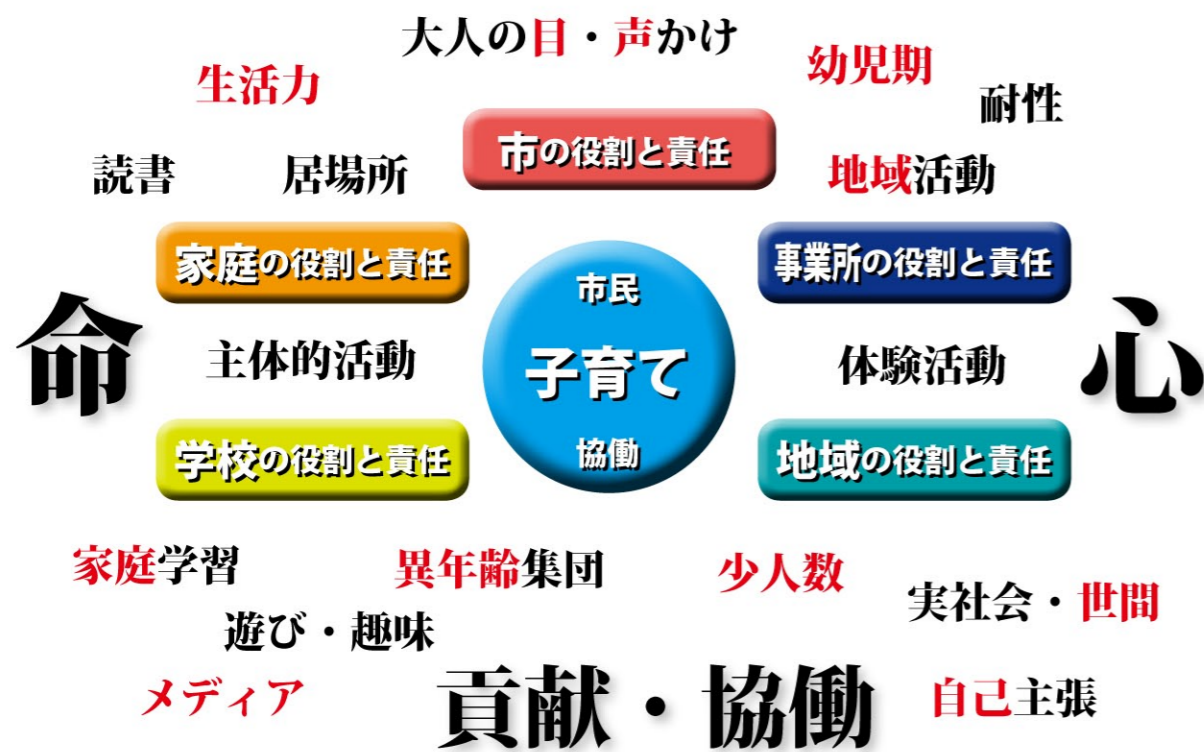 大人の目・声かけ
生活力
幼児期
耐性
市の役割と責任
読書
居場所
地域活動
家庭の役割と責任
事業所の役割と責任
市民
子育て
協働
命
主体的活動
体験活動
心
学校の役割と責任
地域の役割と責任
家庭学習
異年齢集団
少人数
実社会・世間
遊び・趣味
メディア
貢献・協働
自己主張